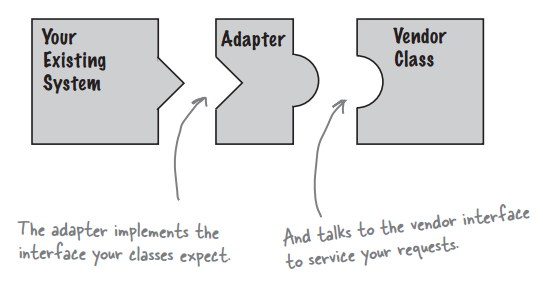 Your
Existing
System
Adapter
Vendor
Class
The adapter implements the
interface your classes expect.
And talks to the vendor interface
to service your requests.